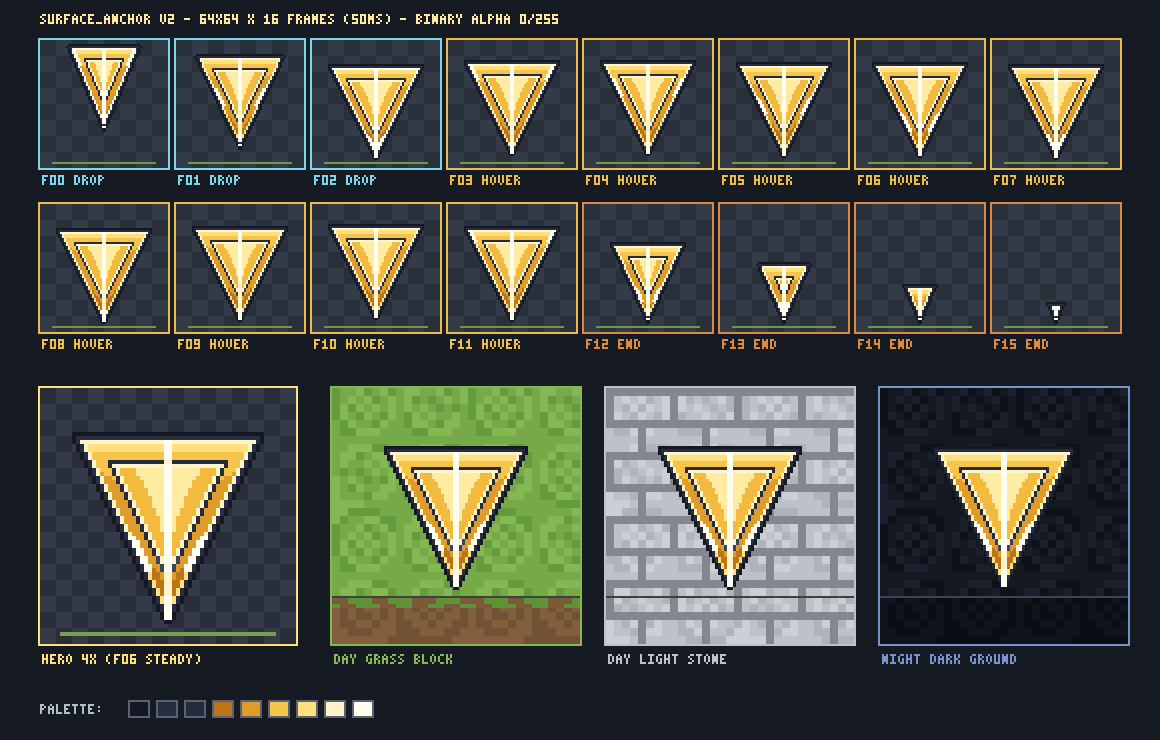 SURFACE_ANCHOR V2 - 64X64 X 16 FRAMES (50MS) - BINARY ALPHA 0/255
F00 DROP F01 DROP F02 DROP F03 HOVER F04 HOVER F05 HOVER F06 HOVER F07 HOVER
F08 HOVER F09 HOVER F10 HOVER F11 HOVER F12 END F13 END F14 END F15 END
HERO 4X (F06 STEADY) DAY GRASS BLOCK DAY LIGHT STONE NIGHT DARK GROUND
PALETTE: